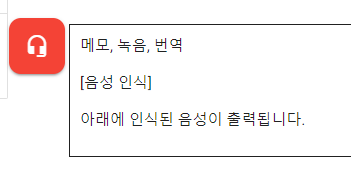 메모, 녹음, 번역
[음성 인식]
아래에 인식된 음성이 출력됩니다.